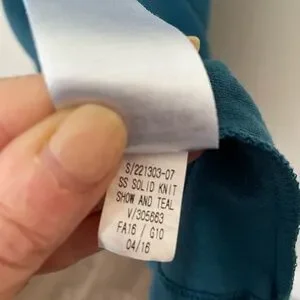 S/221303-07
SS SOLID KNIT
SHOW AND TEAL
V/305663
FA16 / G10
04/16